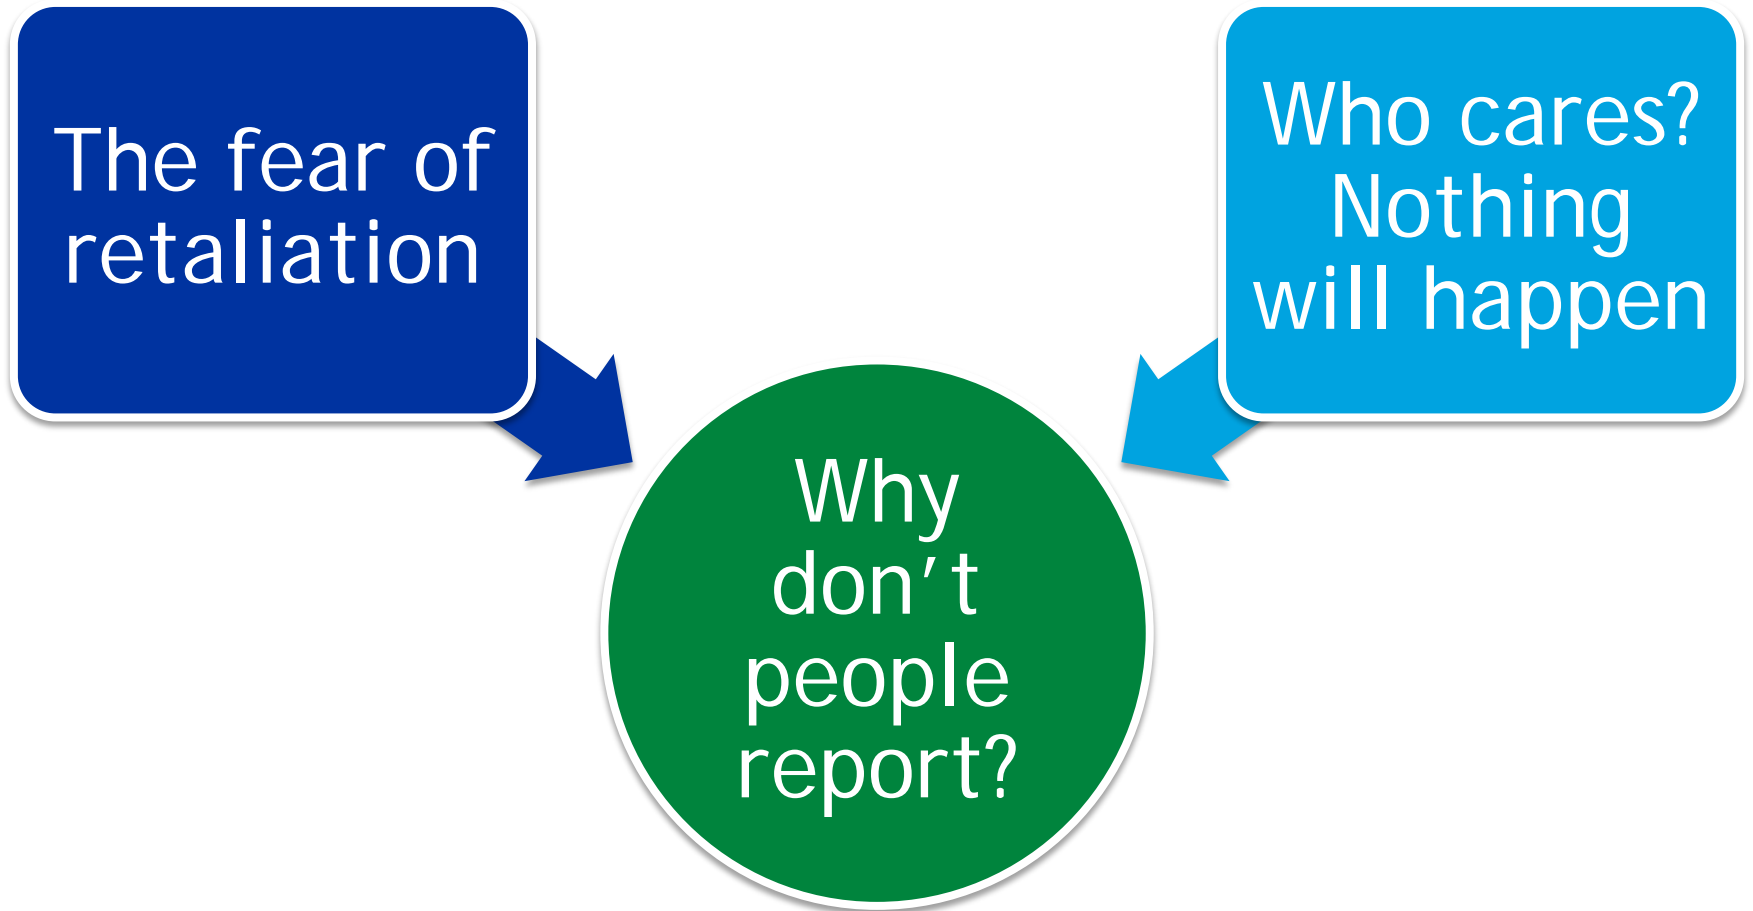 The fear of
retaliation
Who cares?
Nothing
will happen
Why
don't
people
report?